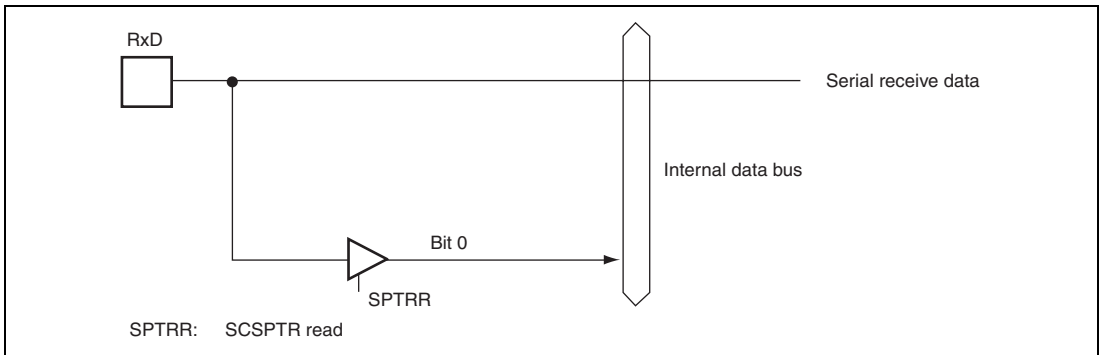 RxD
Serial receive data
Internal data bus
Bit 0
SPTRR
SPTRR: SCSPTR read